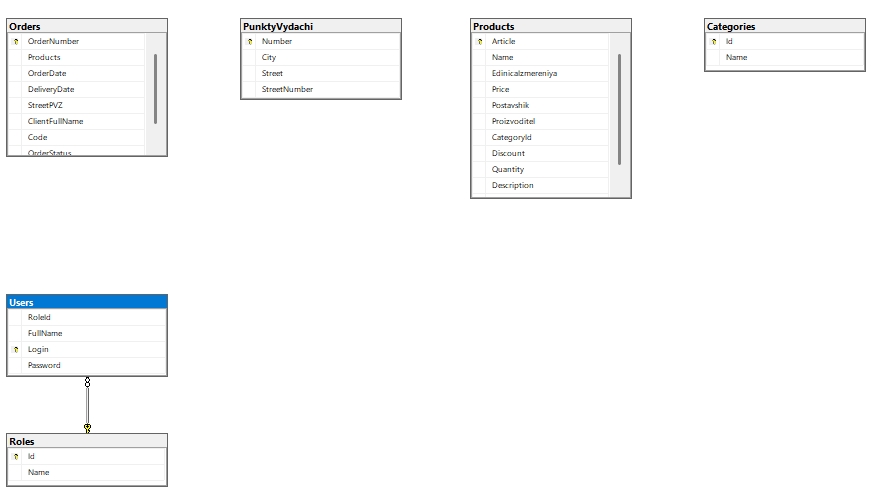 Orders
OrderNumber
Products
OrderDate
DeliveryDate
StreetPVZ
ClientFullName
Code
OrderStatus
PunktyVydachi
Number
City
Street
StreetNumber
Products
Article
Name
EdinicaIzmereniya
Price
Postavshik
Proizvoditel
CategoryId
Discount
Quantity
Description
Categories
Id
Name
Users
RoleId
FullName
Login
Password
Roles
Id
Name